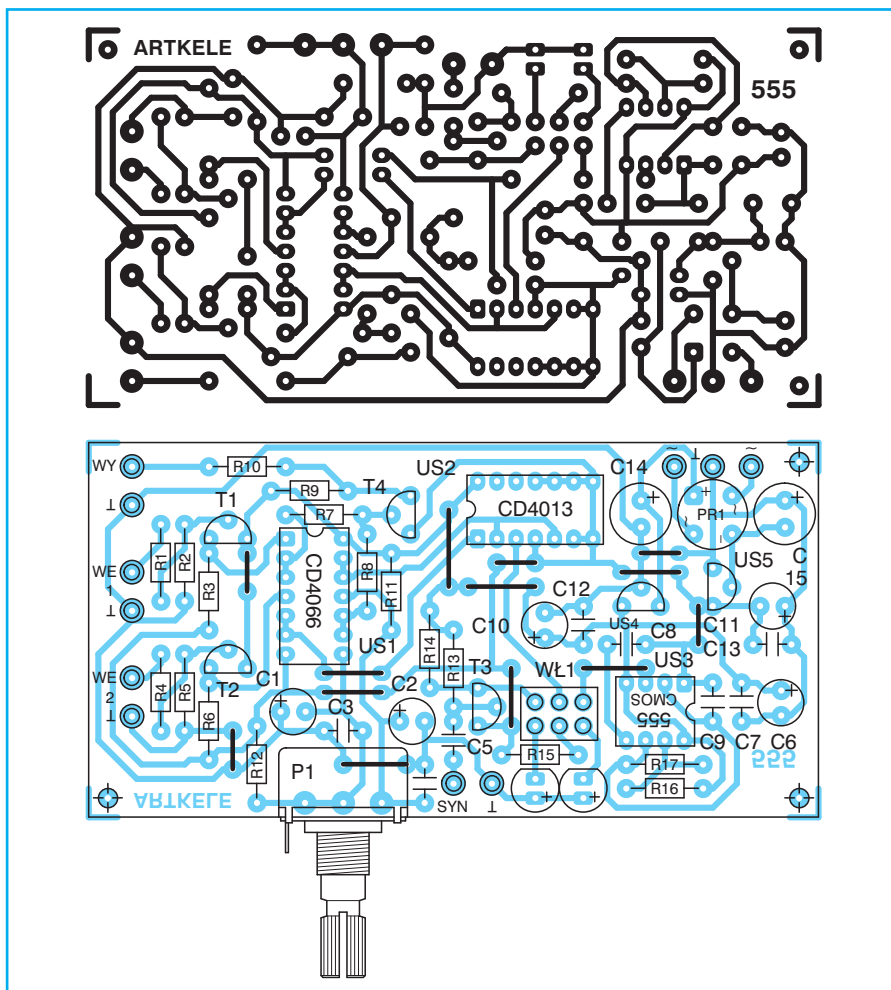 ARTKELE
555
WY
R10
US2
C14
~
⊥
~
T1
R9
T4
CD4013
+
+
PR1
~
~
−
+
⊥
R7
C
15
US5
WE
1
R1
R2
R3
CD4066
R8
R11
C12
⊥
US1
C10
+
US4
C8
C11
C13
R14
R13
T3
WŁ1
US3
WE
2
R4
R5
T2
C1
C2
CMOS
555
⊥
R6
+
C3
+
C5
R15
C9
C7
C6
+
R12
P1
R17
555
ARTKELE
SYN
⊥
+
+
R16